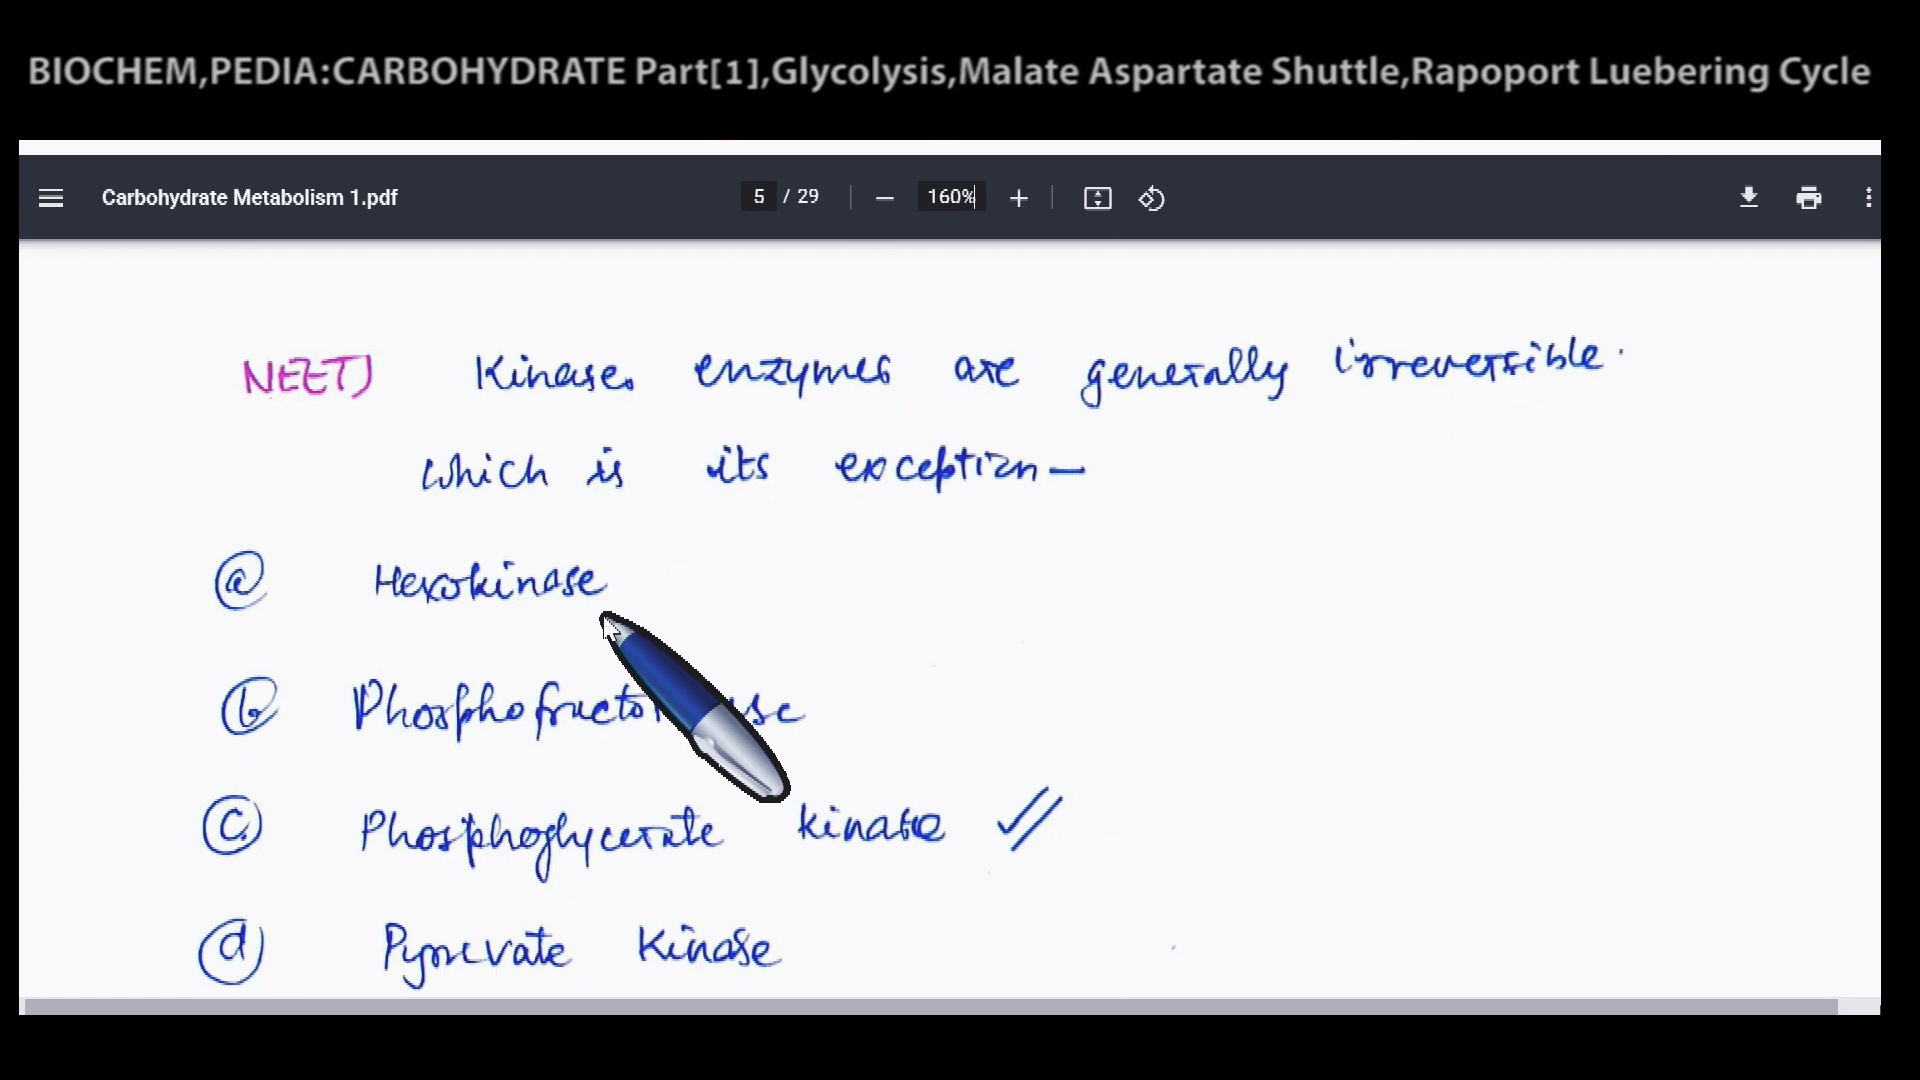 BIOCHEM,PEDIA:CARBOHYDRATE Part[1],Glycolysis,Malate Aspartate Shuttle,Rapoport Luebering Cycle
Carbohydrate Metabolism 1.pdf 5 / 29 160%
NEET) Kinase enzymes are generally irreversible.
which is its exception-
(a) Hexokinase
(b)
(c) Phosphoglycerate kinase
(d) Pyruvate Kinase